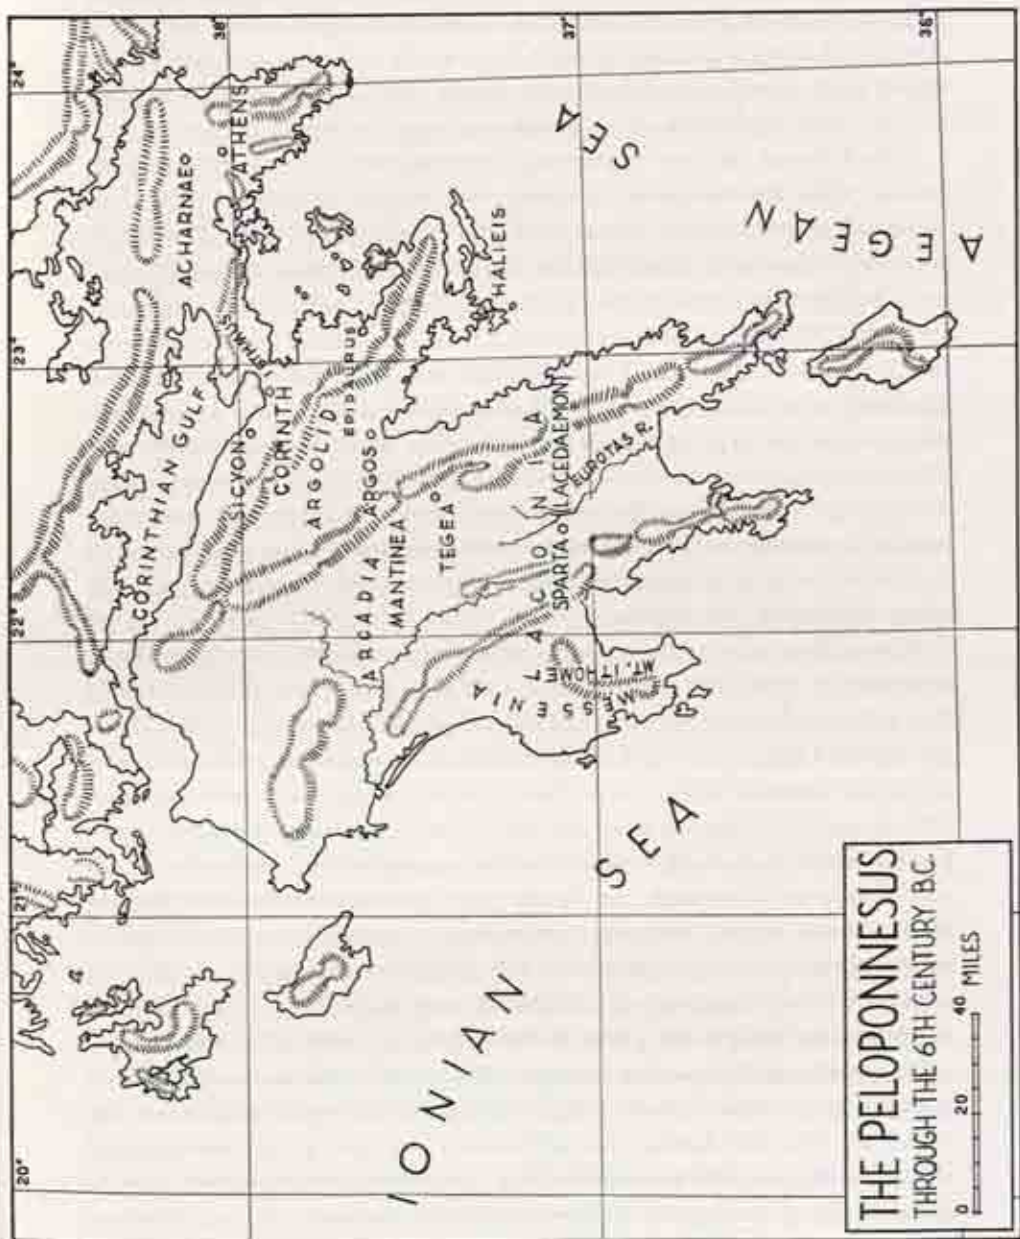 20°
21°
22°
23°
24°
38°
37°
36°
ACHARNAE
ATHENS
CORINTHIAN GULF
ISTHMUS
SICYON
CORINTH
ARGOLID
EPIDAURUS
HALIEIS
ARCADIA
ARGOS
MANTINEA
TEGEA
LACONIA
SPARTA (LACEDAEMON)
EUROTAS R.
MESSENIA
MT. ITHOME
IONIAN SEA
AEGEAN SEA
THE PELOPONNESUS
THROUGH THE 6TH CENTURY B.C.
0 20 40 MILES